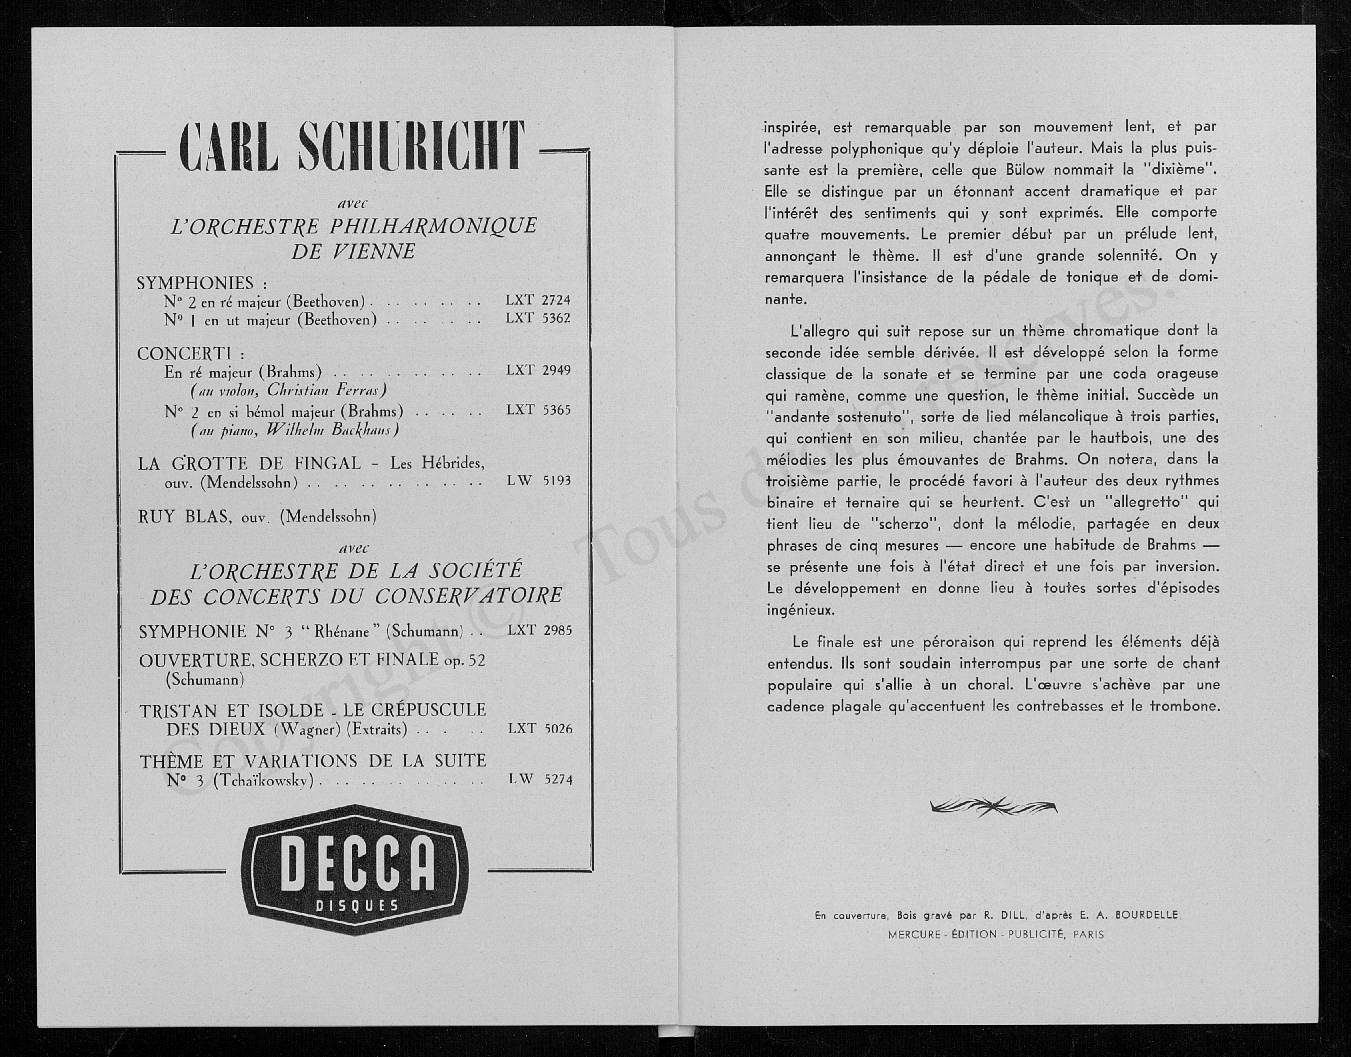 CARL SCHURICHT
avec
L'ORCHESTRE PHILHARMONIQUE
DE VIENNE
SYMPHONIES :
N° 2 en ré majeur (Beethoven) . . . . . . . . . LXT 2724
N° 1 en ut majeur (Beethoven) . . . . . . . . LXT 5362
CONCERTI :
En ré majeur (Brahms) . . . . . . . . . . . . LXT 2949
(au violon, Christian Ferras)
N° 2 en si bémol majeur (Brahms) . . . . . . LXT 5365
(au piano, Wilhelm Backhaus)
LA GROTTE DE FINGAL - Les Hébrides,
ouv. (Mendelssohn) . . . . . . . . . . . . . . LW 5193
RUY BLAS, ouv. (Mendelssohn)
avec
L'ORCHESTRE DE LA SOCIÉTÉ
DES CONCERTS DU CONSERVATOIRE
SYMPHONIE N° 3 "Rhénane" (Schumann) . . LXT 2985
OUVERTURE, SCHERZO ET FINALE op. 52
(Schumann)
TRISTAN ET ISOLDE - LE CRÉPUSCULE
DES DIEUX (Wagner) (Extraits) . . . . . LXT 5026
THÈME ET VARIATIONS DE LA SUITE
N° 3 (Tchaïkowsky) . . . . . . . . . . . . . LW 5274
DECCA
DISQUES
inspirée, est remarquable par son mouvement lent, et par
l'adresse polyphonique qu'y déploie l'auteur. Mais la plus puis-
sante est la première, celle que Bülow nommait la "dixième".
Elle se distingue par un étonnant accent dramatique et par
l'intérêt des sentiments qui y sont exprimés. Elle comporte
quatre mouvements. Le premier début par un prélude lent,
annonçant le thème. Il est d'une grande solennité. On y
remarquera l'insistance de la pédale de tonique et de domi-
nante.
L'allegro qui suit repose sur un thème chromatique dont la
seconde idée semble dérivée. Il est développé selon la forme
classique de la sonate et se termine par une coda orageuse
qui ramène, comme une question, le thème initial. Succède un
"andante sostenuto", sorte de lied mélancolique à trois parties,
qui contient en son milieu, chantée par le hautbois, une des
mélodies les plus émouvantes de Brahms. On notera, dans la
troisième partie, le procédé favori à l'auteur des deux rythmes
binaire et ternaire qui se heurtent. C'est un "allegretto" qui
tient lieu de "scherzo", dont la mélodie, partagée en deux
phrases de cinq mesures — encore une habitude de Brahms —
se présente une fois à l'état direct et une fois par inversion.
Le développement en donne lieu à toutes sortes d'épisodes
ingénieux.
Le finale est une péroraison qui reprend les éléments déjà
entendus. Ils sont soudain interrompus par une sorte de chant
populaire qui s'allie à un choral. L'œuvre s'achève par une
cadence plagale qu'accentuent les contrebasses et le trombone.
En couverture, Bois gravé par R. DILL, d'après E. A. BOURDELLE
MERCURE - ÉDITION - PUBLICITÉ, PARIS
Copyright © - Tous droits réservés.